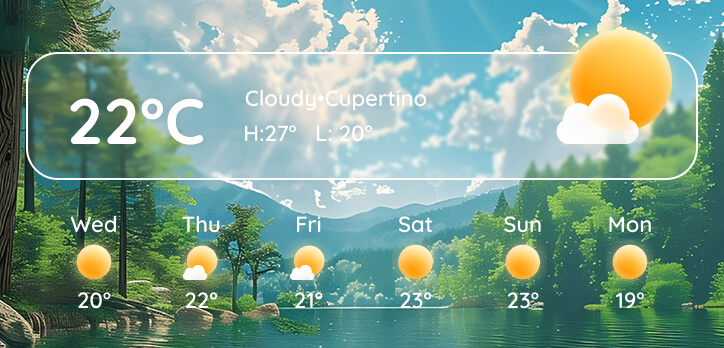 22°C
Cloudy•Cupertino
H:27° L: 20°
Wed Thu Fri Sat Sun Mon
20° 22° 21° 23° 23° 19°